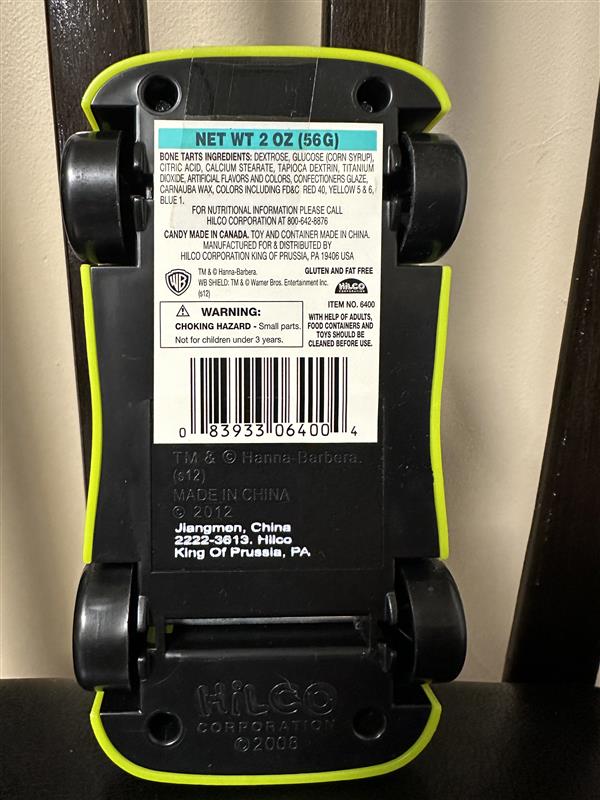 NET WT 2 OZ (56G)
BONE TARTS INGREDIENTS: DEXTROSE, GLUCOSE (CORN SYRUP),
CITRIC ACID, CALCIUM STEARATE, TAPIOCA DEXTRIN, TITANIUM
DIOXIDE, ARTIFICIAL FLAVORS AND COLORS, CONFECTIONERS GLAZE,
CARNAUBA WAX, COLORS INCLUDING FD&C RED 40, YELLOW 5 & 6,
BLUE 1.
FOR NUTRITIONAL INFORMATION PLEASE CALL
HILCO CORPORATION AT 800-642-8876
CANDY MADE IN CANADA. TOY AND CONTAINER MADE IN CHINA.
MANUFACTURED FOR & DISTRIBUTED BY
HILCO CORPORATION KING OF PRUSSIA, PA 19406 USA
WB
TM & © Hanna-Barbera.
WB SHIELD: TM & © Warner Bros. Entertainment Inc.
(s12)
GLUTEN AND FAT FREE
HiLCO
CORPORATION
ITEM NO. 6400
WARNING:
CHOKING HAZARD - Small parts.
Not for children under 3 years.
WITH HELP OF ADULTS,
FOOD CONTAINERS AND
TOYS SHOULD BE
CLEANED BEFORE USE.
0 83933 06400 4
TM & © Hanna-Barbera.
(s12)
MADE IN CHINA
© 2012
Jiangmen, China
2222-3613. Hilco
King Of Prussia, PA
HiLCO
CORPORATION
©2008